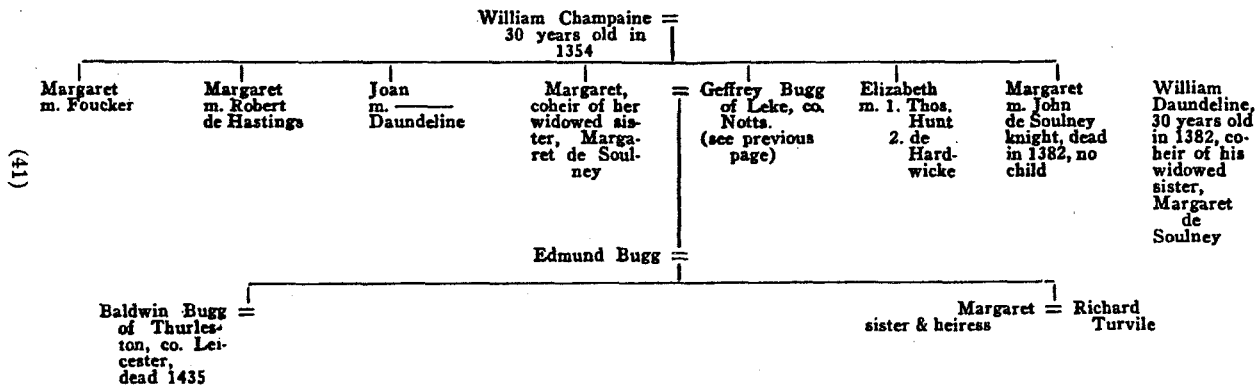 William Champaine =
30 years old in
1354
Margaret
m. Foucker
Margaret
m. Robert
de Hastings
Joan
m. ———
Daundeline
Margaret,
coheir of her
widowed sis-
ter, Marga-
ret de Soul-
ney
= Geffrey Bugg
of Leke, co.
Notts.
(see previous
page)
Elizabeth
m. 1. Thos.
Hunt
2. de
Hard-
wicke
Margaret
m. John
de Soulney
knight, dead
in 1382, no
child
William
Daundeline,
30 years old
in 1382, co-
heir of his
widowed
sister,
Margaret
de
Soulney
(41)
Edmund Bugg =
Baldwin Bugg =
of Thurles-
ton, co. Lei-
cester,
dead 1435
Margaret = Richard
sister & heiress Turvile